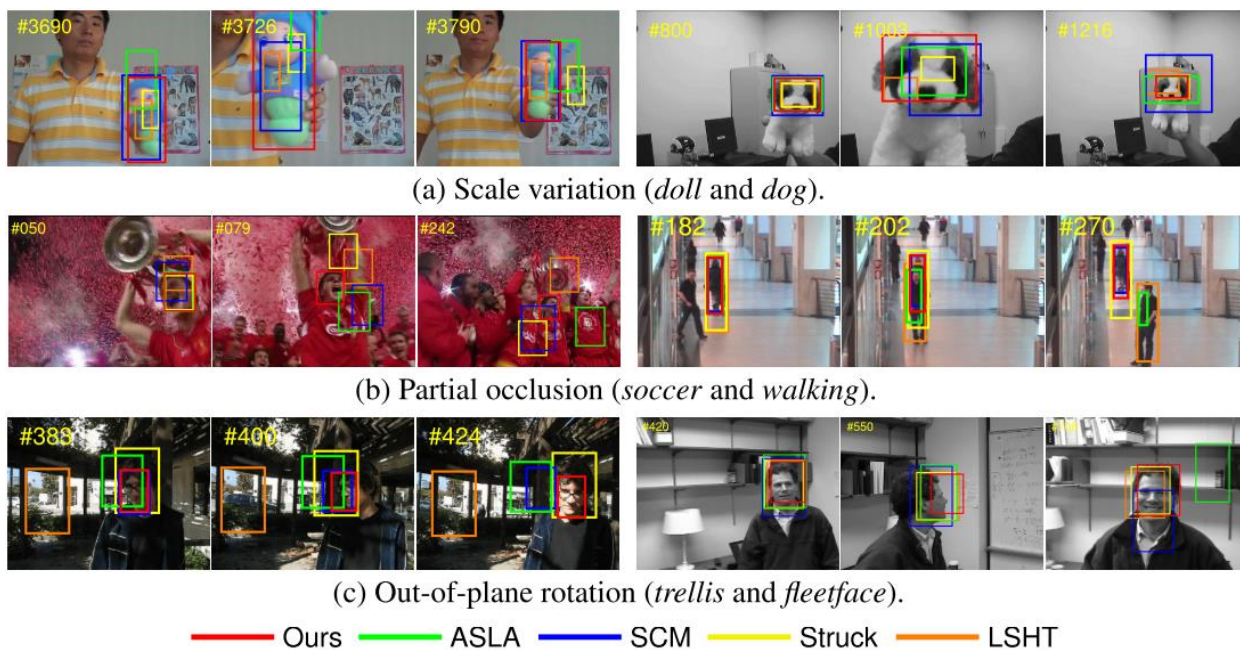 #3690 #3726 #3790 #800 #1003 #1216
(a) Scale variation (doll and dog).
#050 #079 #242 #182 #202 #270
(b) Partial occlusion (soccer and walking).
#383 #400 #424 #420 #550
(c) Out-of-plane rotation (trellis and fleetface).
Ours ASLA SCM Struck LSHT